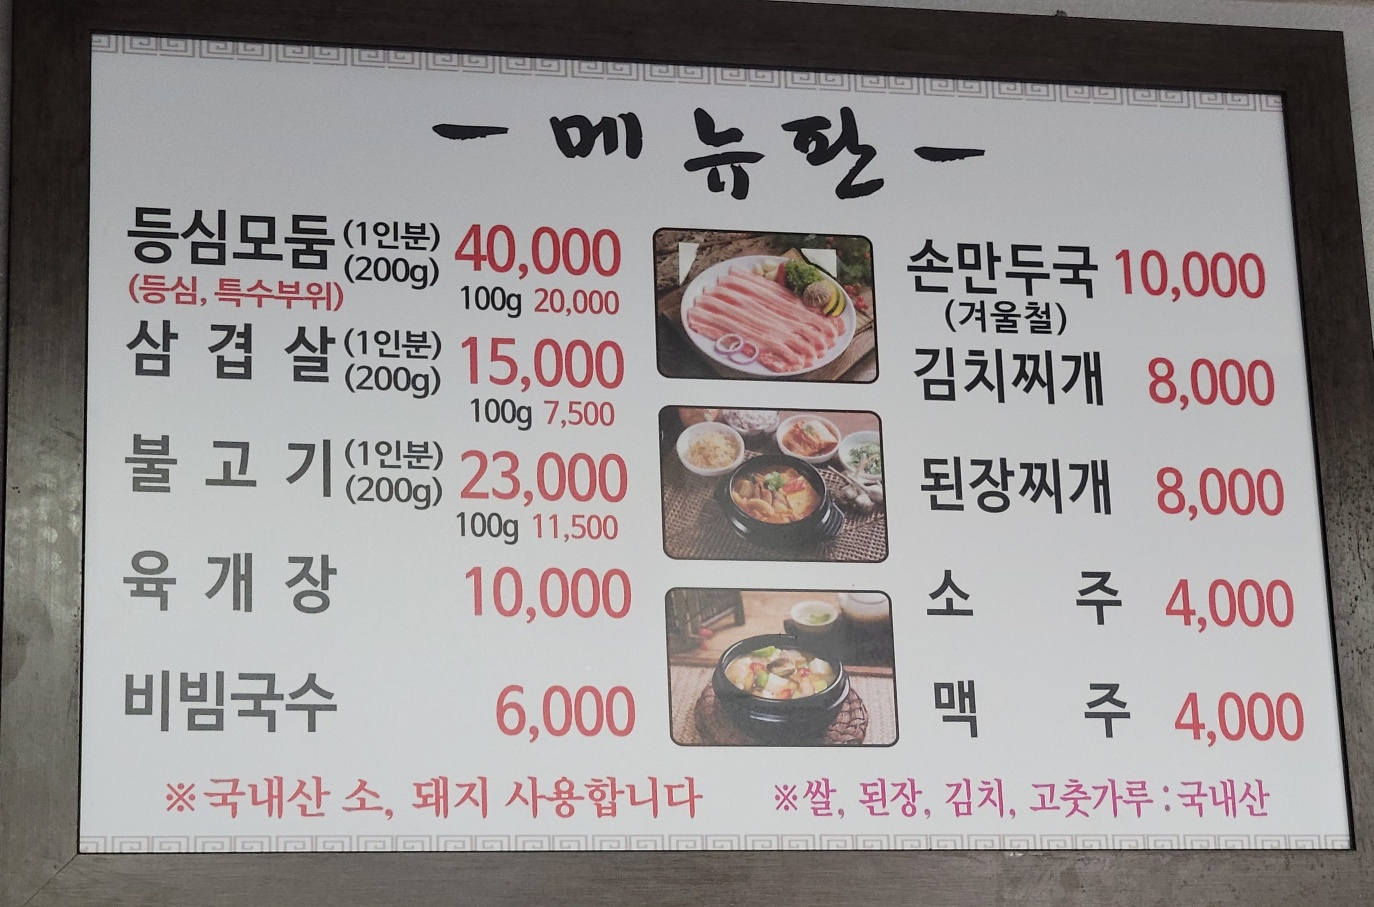 - 메뉴판 -
등심모둠 (1인분) (200g) 40,000
(등심, 특수부위) 100g 20,000
삼겹살 (1인분) (200g) 15,000
100g 7,500
불고기 (1인분) (200g) 23,000
100g 11,500
육개장 10,000
비빔국수 6,000
손만두국 10,000
(겨울철)
김치찌개 8,000
된장찌개 8,000
소주 4,000
맥주 4,000
※국내산 소, 돼지 사용합니다
※쌀, 된장, 김치, 고춧가루 : 국내산